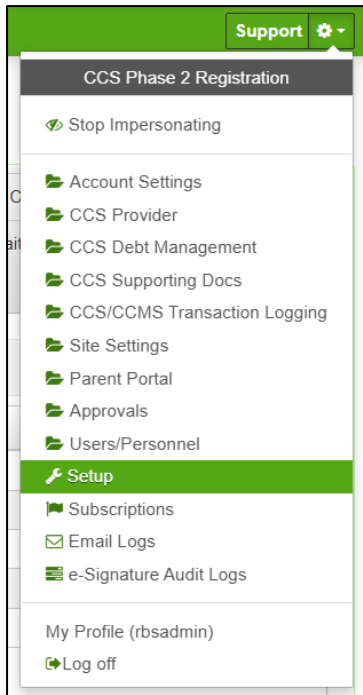 Support
CCS Phase 2 Registration
Stop Impersonating
Account Settings
CCS Provider
CCS Debt Management
CCS Supporting Docs
CCS/CCMS Transaction Logging
Site Settings
Parent Portal
Approvals
Users/Personnel
Setup
Subscriptions
Email Logs
e-Signature Audit Logs
My Profile (rbsadmin)
Log off